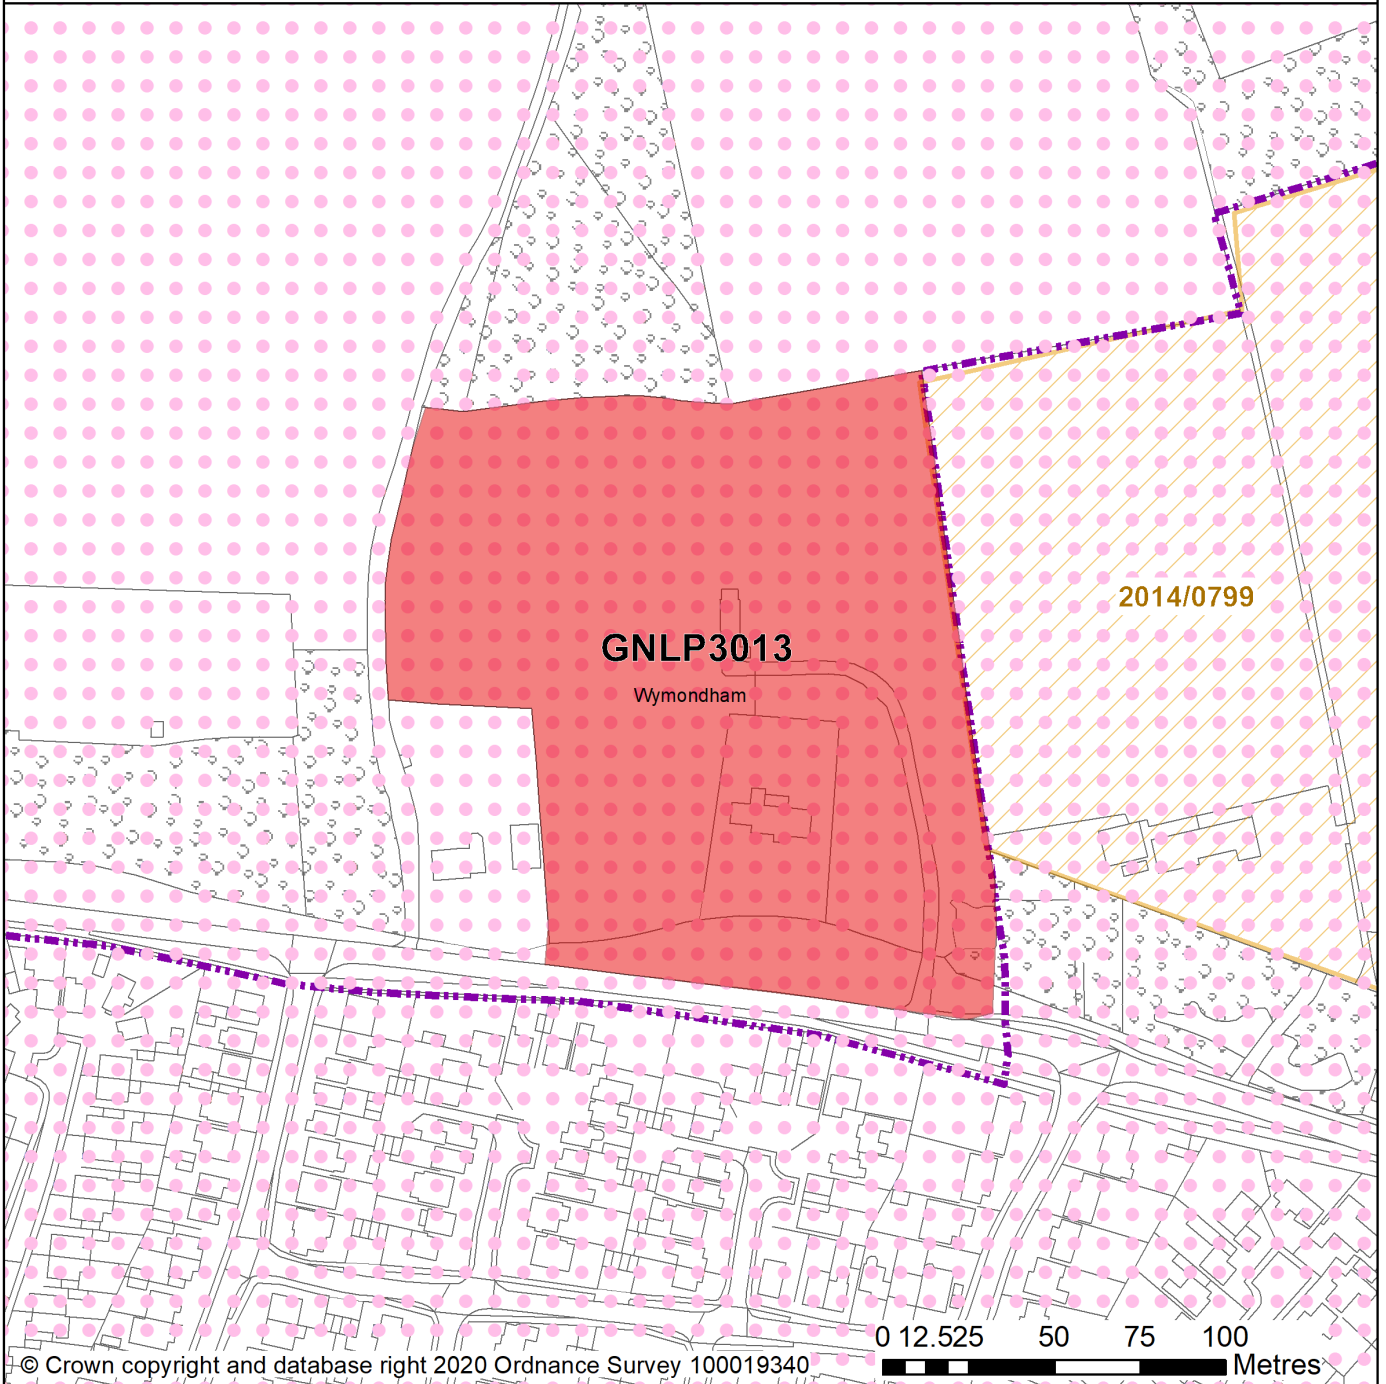 2014/0799
GNLP3013
Wymondham
0 12.525 50 75 100
Metres
© Crown copyright and database right 2020 Ordnance Survey 100019340